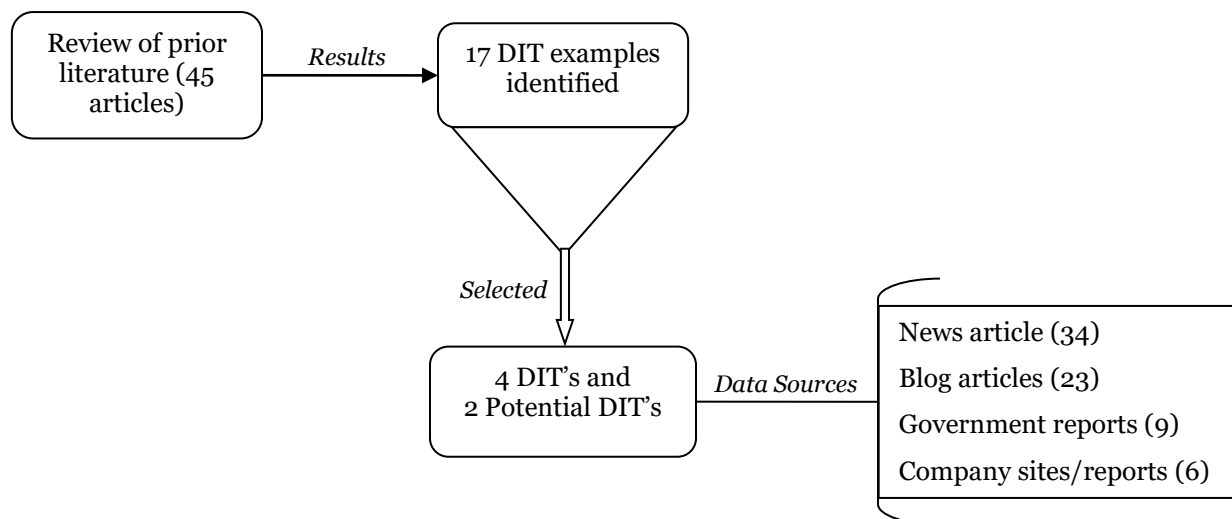 Review of prior
literature (45
articles)
Results
17 DIT examples
identified
Selected
4 DIT's and
2 Potential DIT's
Data Sources
News article (34)
Blog articles (23)
Government reports (9)
Company sites/reports (6)